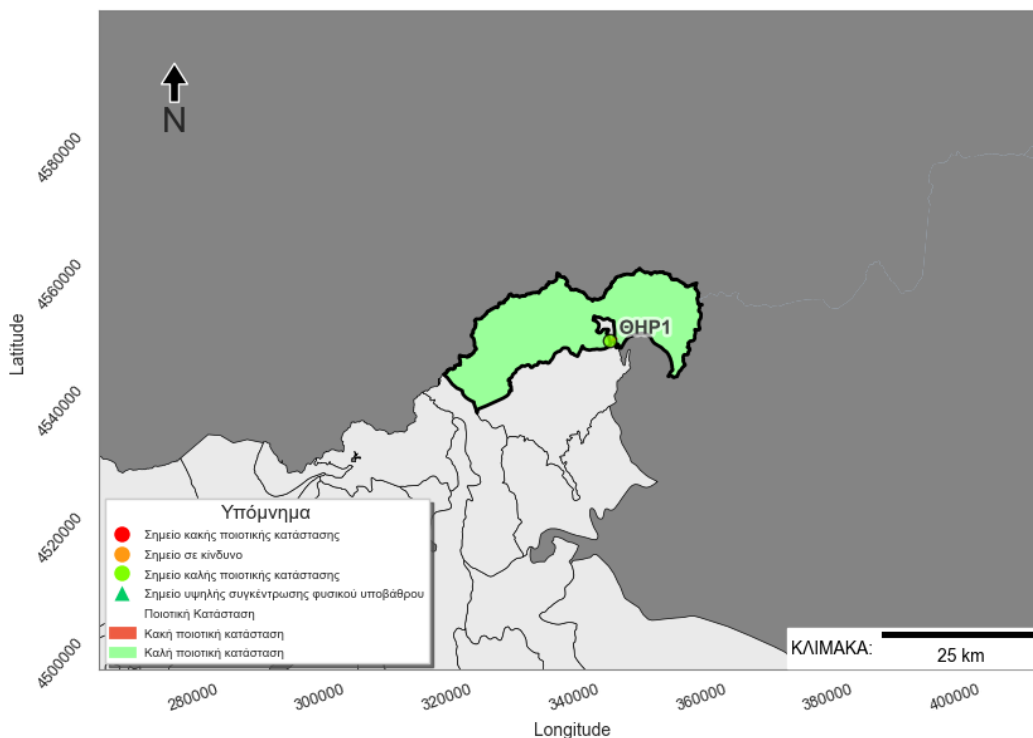 N
ΘΗΡ1
Latitude
4580000
4560000
4540000
4520000
4500000
Υπόμνημα
Σημείο κακής ποιοτικής κατάστασης
Σημείο σε κίνδυνο
Σημείο καλής ποιοτικής κατάστασης
Σημείο υψηλής συγκέντρωσης φυσικού υποβάθρου
Ποιοτική Κατάσταση
Κακή ποιοτική κατάσταση
Καλή ποιοτική κατάσταση
ΚΛΙΜΑΚΑ:
25 km
280000
300000
320000
340000
360000
380000
400000
Longitude